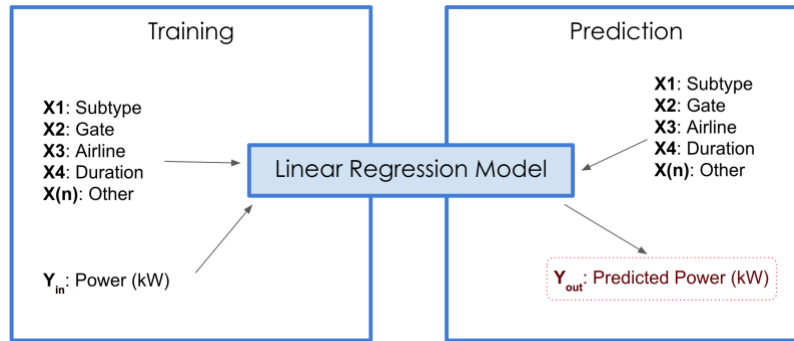 Training
X1: Subtype
X2: Gate
X3: Airline
X4: Duration
X(n): Other
Yin: Power (kW)
Linear Regression Model
Prediction
X1: Subtype
X2: Gate
X3: Airline
X4: Duration
X(n): Other
Yout: Predicted Power (kW)